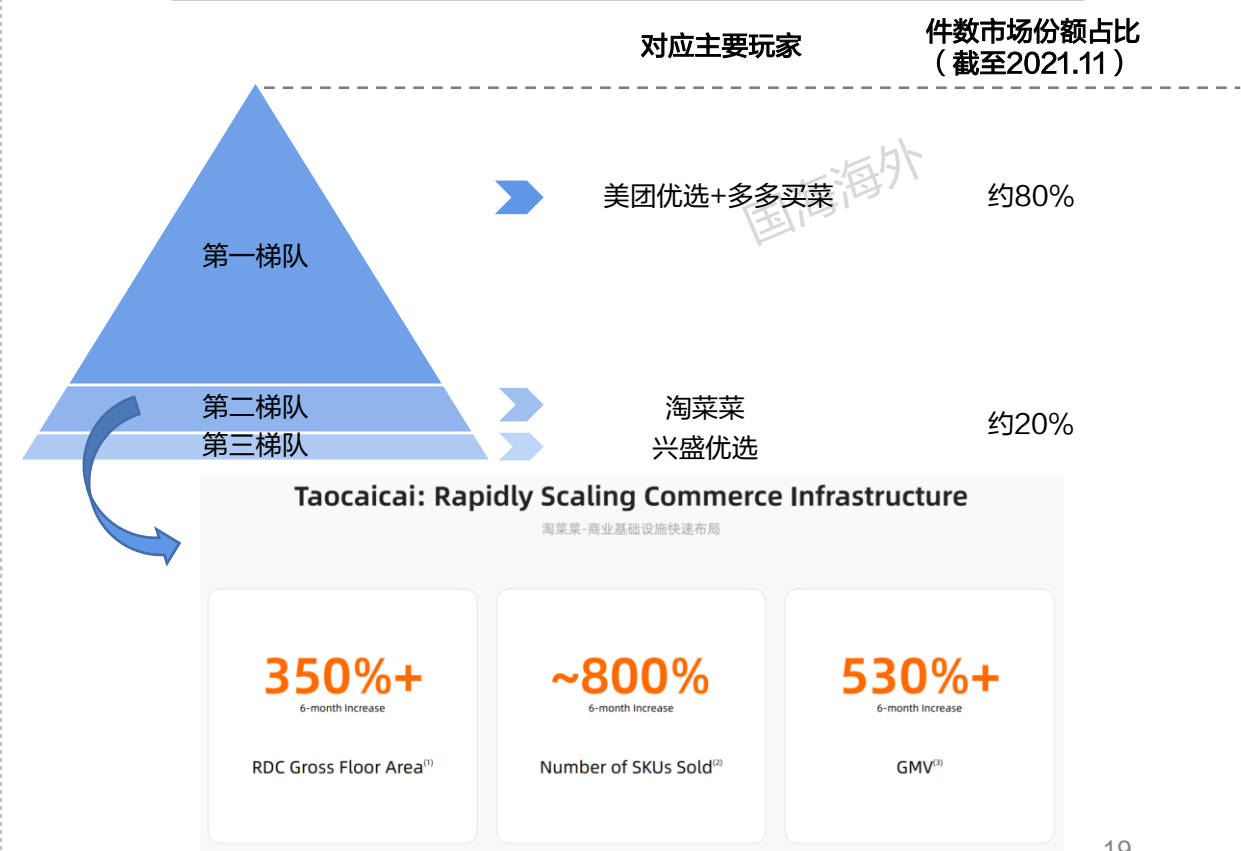 对应主要玩家
件数市场份额占比
（截至2021.11）
第一梯队
美团优选+多多买菜
约80%
国海海外
第二梯队
淘菜菜
第三梯队
兴盛优选
约20%
Taocaicai: Rapidly Scaling Commerce Infrastructure
淘菜菜-商业基础设施快速布局
350%+
6-month Increase
RDC Gross Floor Area(1)
~800%
6-month Increase
Number of SKUs Sold(2)
530%+
6-month Increase
GMV(3)
19